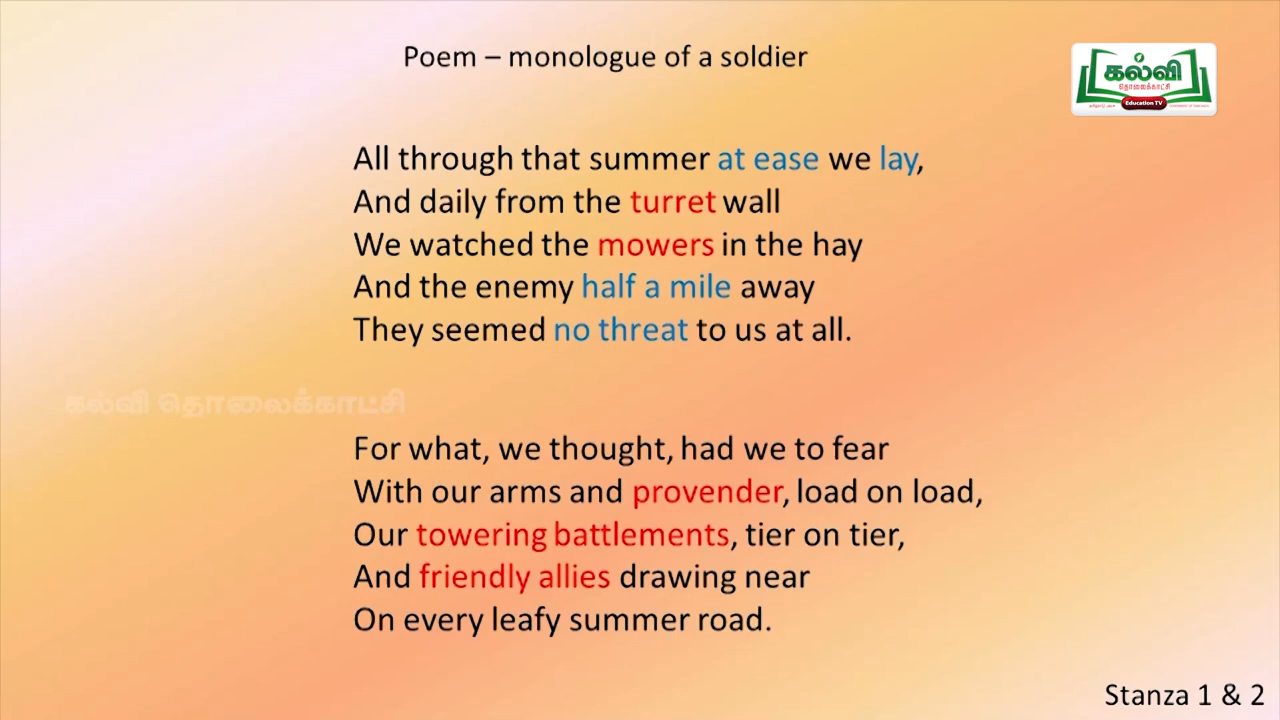 Poem – monologue of a soldier
கல்வி
தொலைக்காட்சி
Education TV
All through that summer at ease we lay,
And daily from the turret wall
We watched the mowers in the hay
And the enemy half a mile away
They seemed no threat to us at all.
கல்வி தொலைக்காட்சி
For what, we thought, had we to fear
With our arms and provender, load on load,
Our towering battlements, tier on tier,
And friendly allies drawing near
On every leafy summer road.
Stanza 1 & 2